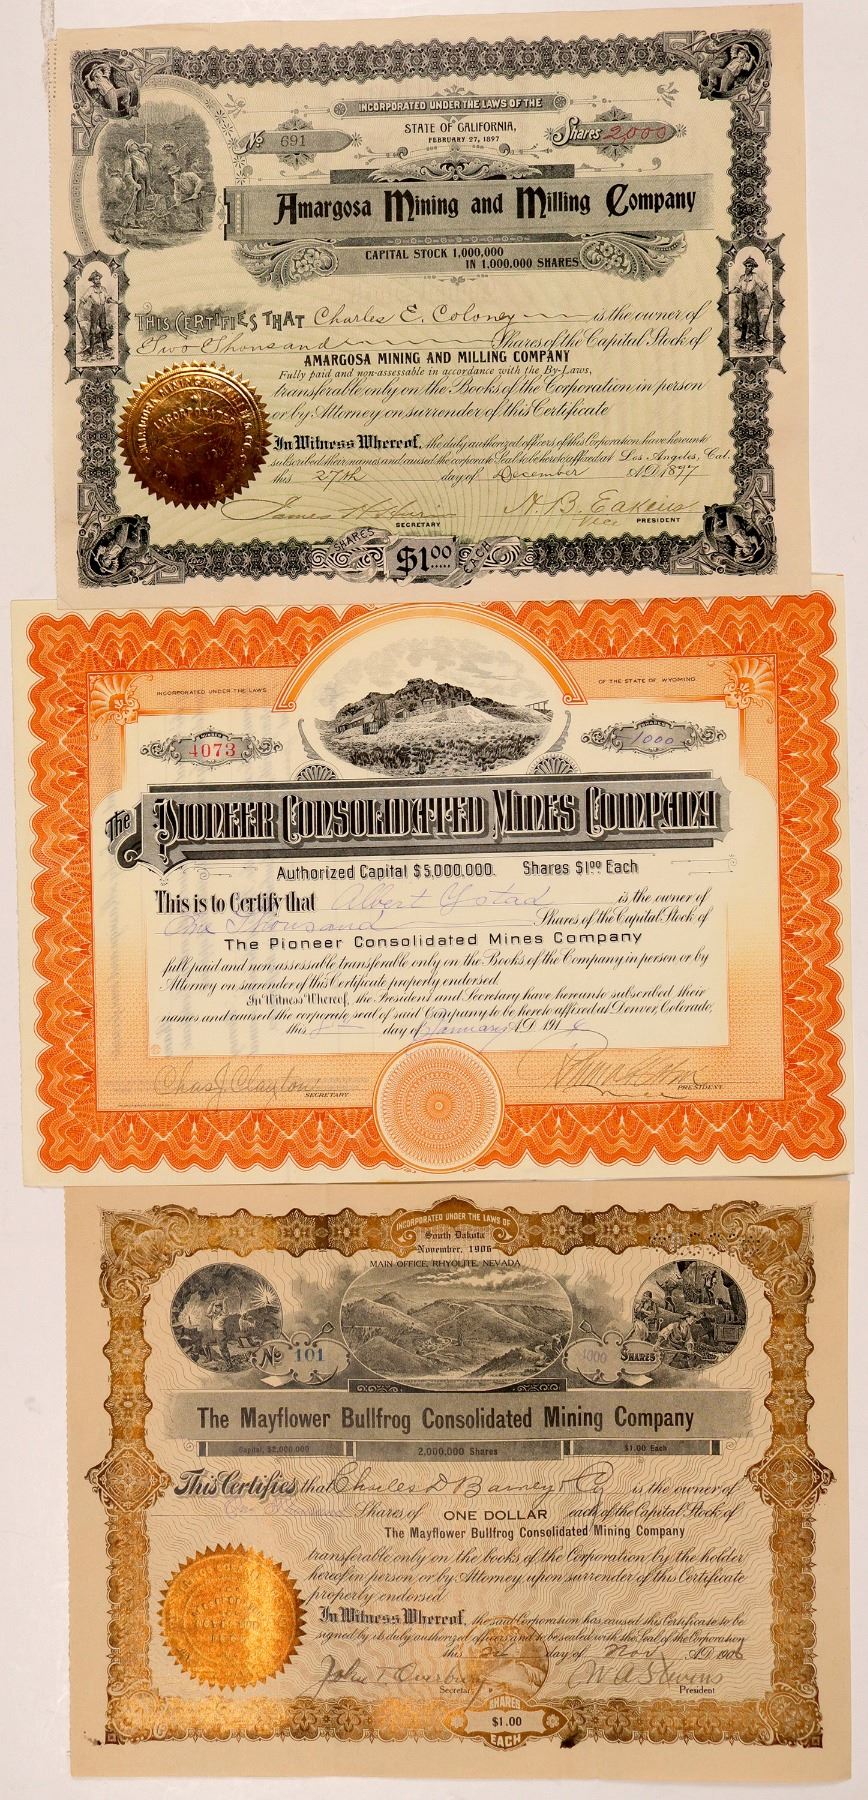 INCORPORATED UNDER THE LAWS OF THE
STATE OF CALIFORNIA,
FEBRUARY 27, 1897
No 691
Shares 2,000
Amargosa Mining and Milling Company
CAPITAL STOCK 1,000,000
IN 1,000,000 SHARES
THIS CERTIFIES THAT Charles E. Coloney is the owner of
Two Thousand Shares of the Capital Stock of
AMARGOSA MINING AND MILLING COMPANY
Fully paid and non-assessable in accordance with the By-Laws,
transferable only on the Books of the Corporation in person
or by Attorney on surrender of this Certificate
In Witness Whereof, the duly authorized officers of this Corporation have hereunto
subscribed their names and caused the corporate Seal to be hereto affixed at Los Angeles, Cal.
this 27th day of December A.D. 1897
H. B. Eakins
SECRETARY
Vice PRESIDENT
SHARES $1.00 EACH
INCORPORATED UNDER THE LAWS
OF THE STATE OF WYOMING
NUMBER
4073
1000
The Pioneer Consolidated Mines Company
Authorized Capital $5,000,000. Shares $1.00 Each
This is to Certify that Albert Ystad is the owner of
One Thousand Shares of the Capital Stock of
The Pioneer Consolidated Mines Company
full paid and non-assessable transferable only on the Books of the Company in person or by
Attorney on surrender of this Certificate properly endorsed.
In Witness Whereof, the President and Secretary have hereunto subscribed their
names and caused the corporate seal of said Company to be hereto affixed at Denver, Colorado,
this day of January A.D. 191
Chas J. Clayton
SECRETARY
PRESIDENT
INCORPORATED UNDER THE LAWS OF
South Dakota
November, 1906
MAIN OFFICE, RHYOLITE, NEVADA
No 101
1000 SHARES
The Mayflower Bullfrog Consolidated Mining Company
Capital, $2,000,000
2,000,000 Shares
$1.00 Each
This Certifies that Charles D Barney & Co is the owner of
One Thousand Shares of ONE DOLLAR each of the Capital Stock of
The Mayflower Bullfrog Consolidated Mining Company
transferable only on the books of the Corporation by the holder
hereof in person or by Attorney upon surrender of this Certificate
properly endorsed
In Witness Whereof, the said Corporation has caused this Certificate to be
signed by its duly authorized officers and to be sealed with the Seal of the Corporation
this day of Nov A.D. 1906
John T. Overbury
W A Stevens
Secretary
President
SHARES
$1.00
EACH